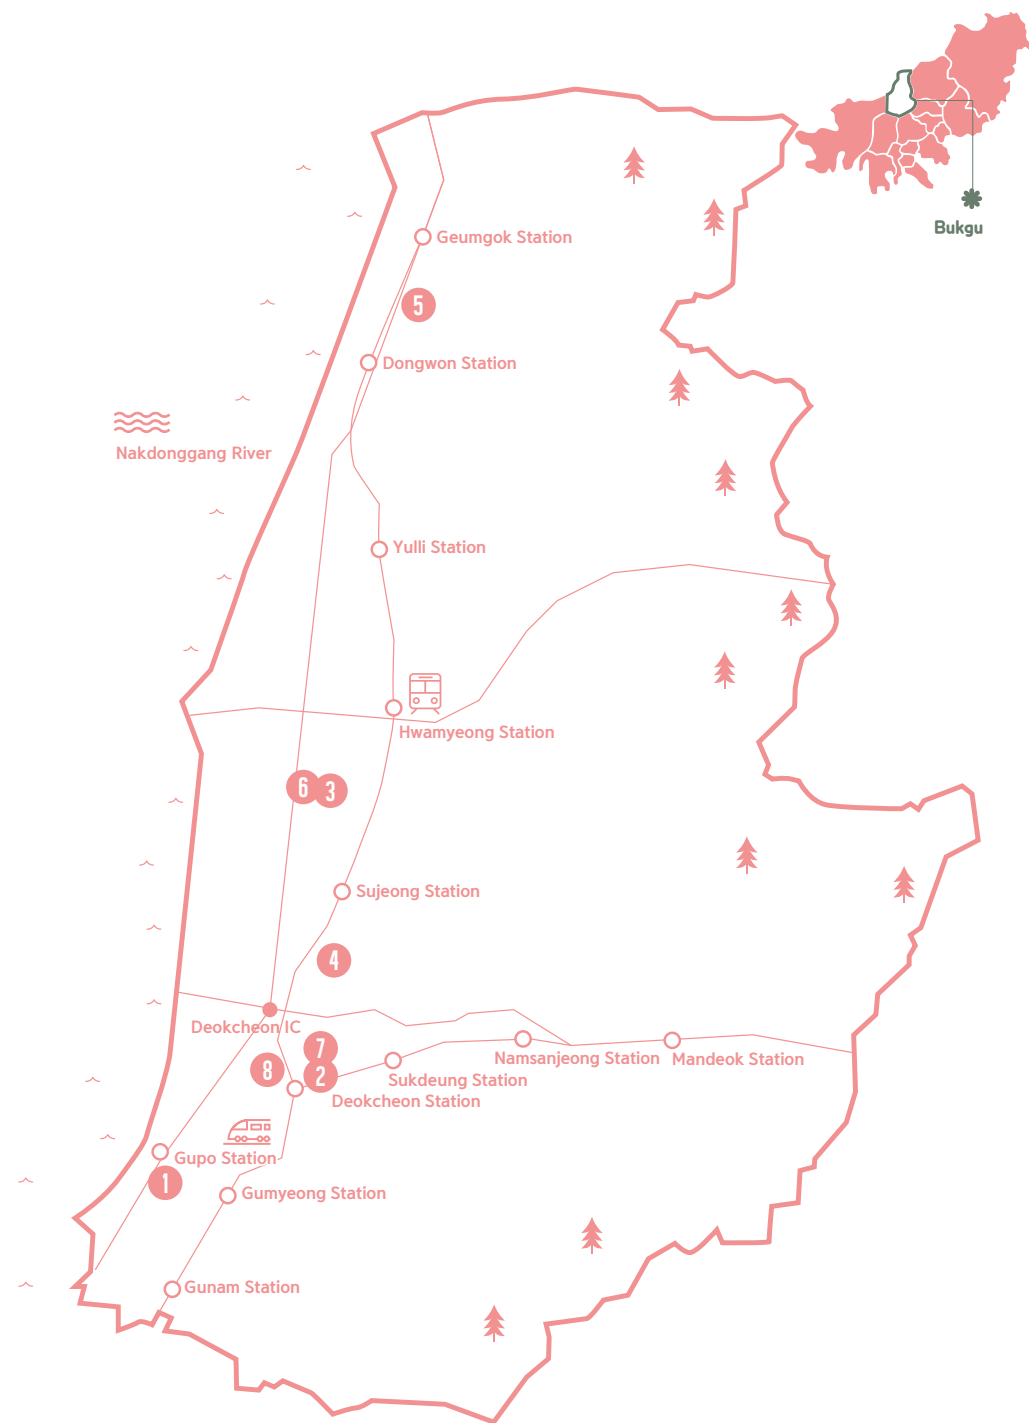 Bukgu
Geumgok Station
5
Dongwon Station
Nakdonggang River
Yulli Station
Hwamyeong Station
6
3
Sujeong Station
4
Deokcheon IC
7
Namsanjeong Station
Mandeok Station
8
2
Sukdeung Station
Deokcheon Station
Gupo Station
1
Gumyeong Station
Gunam Station